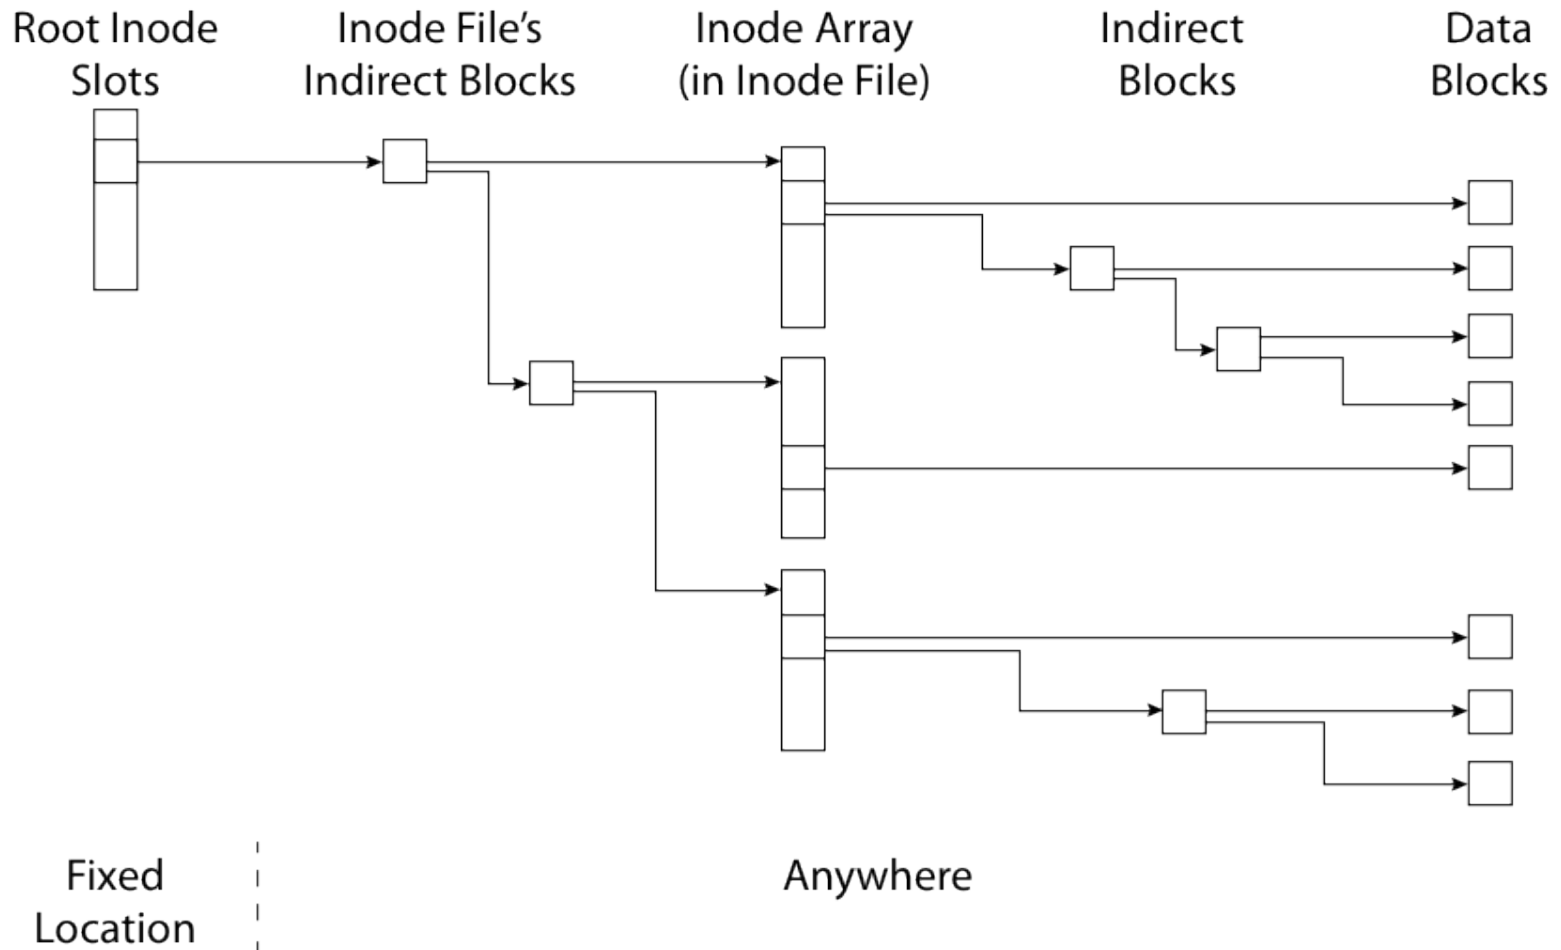 Root Inode
Slots
Inode File’s
Indirect Blocks
Inode Array
(in Inode File)
Indirect
Blocks
Data
Blocks
Fixed
Location
Anywhere